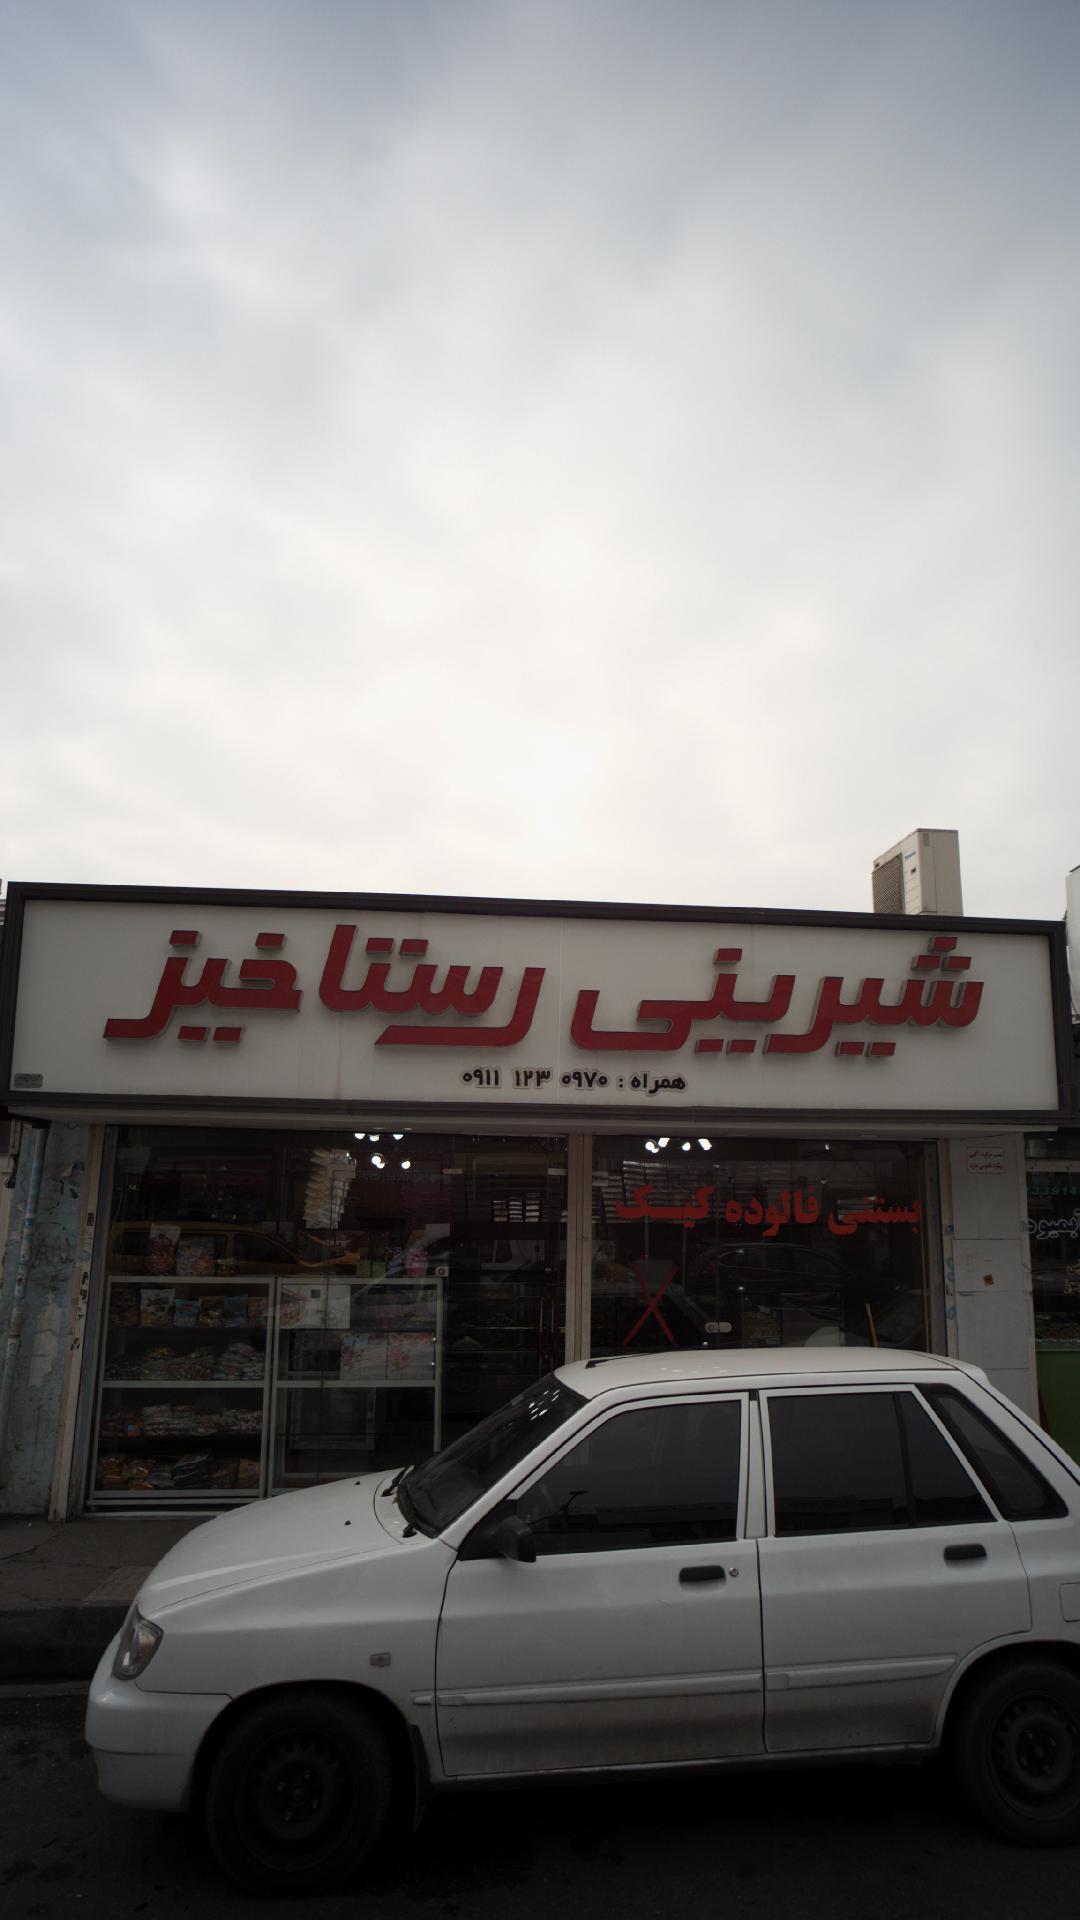 شیرینی رستاخیز
همراه : ۰۹۷۰ ۱۲۳ ۰۹۱۱
بستنی فالوده کیک